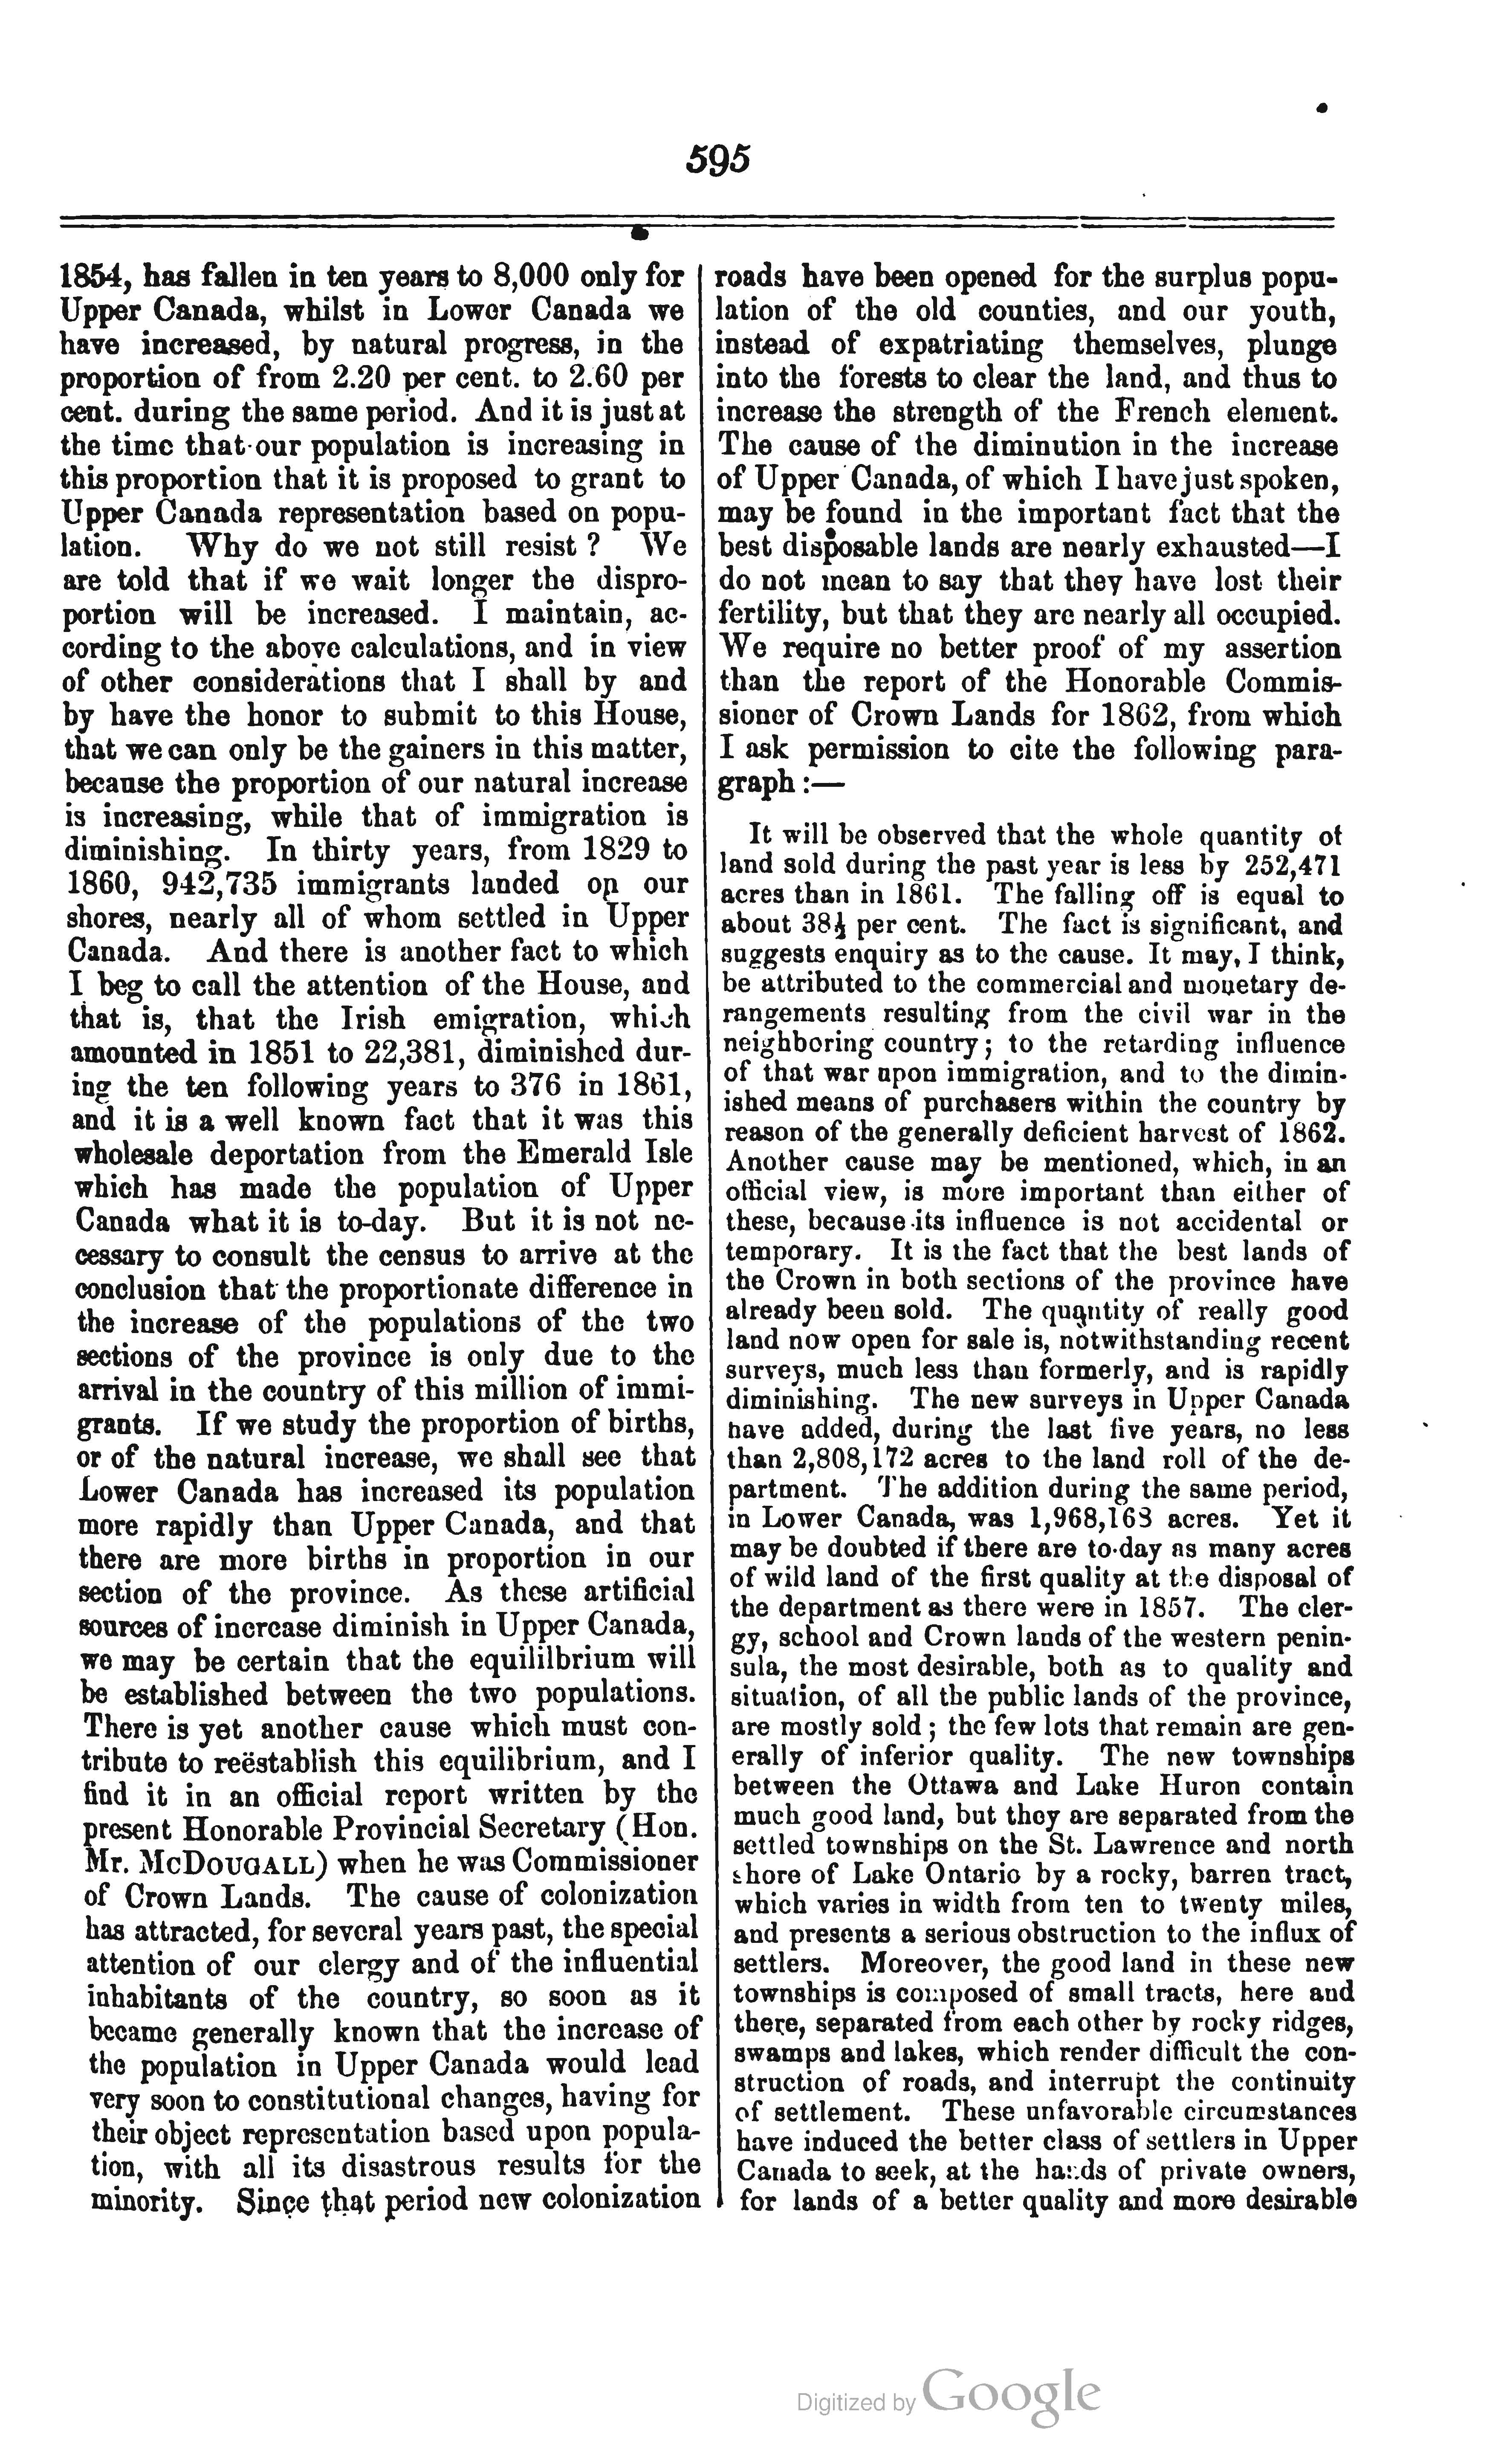 595
1854, has fallen in ten years to 8,000 only for
Upper Canada, whilst in Lower Canada we
have increased, by natural progress, in the
proportion of from 2.20 per cent. to 2.60 per
cent. during the same period. And it is just at
the time that our population is increasing in
this proportion that it is proposed to grant to
Upper Canada representation based on popu-
lation. Why do we not still resist? We
are told that if we wait longer the dispro-
portion will be increased. I maintain, ac-
cording to the above calculations, and in view
of other considerations that I shall by and
by have the honor to submit to this House,
that we can only be the gainers in this matter,
because the proportion of our natural increase
is increasing, while that of immigration is
diminishing. In thirty years, from 1829 to
1860, 942,735 immigrants landed on our
shores, nearly all of whom settled in Upper
Canada. And there is another fact to which
I beg to call the attention of the House, and
that is, that the Irish emigration, which
amounted in 1851 to 22,381, diminished dur-
ing the ten following years to 376 in 1861,
and it is a well known fact that it was this
wholesale deportation from the Emerald Isle
which has made the population of Upper
Canada what it is to-day. But it is not ne-
cessary to consult the census to arrive at the
conclusion that the proportionate difference in
the increase of the populations of the two
sections of the province is only due to the
arrival in the country of this million of immi-
grants. If we study the proportion of births,
or of the natural increase, we shall see that
Lower Canada has increased its population
more rapidly than Upper Canada, and that
there are more births in proportion in our
section of the province. As these artificial
sources of increase diminish in Upper Canada,
we may be certain that the equililbrium will
be established between the two populations.
There is yet another cause which must con-
tribute to reëstablish this equilibrium, and I
find it in an official report written by the
present Honorable Provincial Secretary (Hon.
Mr. McDOUGALL) when he was Commissioner
of Crown Lands. The cause of colonization
has attracted, for several years past, the special
attention of our clergy and of the influential
inhabitants of the country, so soon as it
became generally known that the increase of
the population in Upper Canada would lead
very soon to constitutional changes, having for
their object representation based upon popula-
tion, with all its disastrous results for the
minority. Since that period new colonization
roads have been opened for the surplus popu-
lation of the old counties, and our youth,
instead of expatriating themselves, plunge
into the forests to clear the land, and thus to
increase the strength of the French element.
The cause of the diminution in the increase
of Upper Canada, of which I have just spoken,
may be found in the important fact that the
best disposable lands are nearly exhausted—I
do not mean to say that they have lost their
fertility, but that they are nearly all occupied.
We require no better proof of my assertion
than the report of the Honorable Commis-
sioner of Crown Lands for 1862, from which
I ask permission to cite the following para-
graph:—
It will be observed that the whole quantity of
land sold during the past year is less by 252,471
acres than in 1861. The falling off is equal to
about 38½ per cent. The fact is significant, and
suggests enquiry as to the cause. It may, I think,
be attributed to the commercial and monetary de-
rangements resulting from the civil war in the
neighboring country; to the retarding influence
of that war upon immigration, and to the dimin-
ished means of purchasers within the country by
reason of the generally deficient harvest of 1862.
Another cause may be mentioned, which, in an
official view, is more important than either of
these, because its influence is not accidental or
temporary. It is the fact that the best lands of
the Crown in both sections of the province have
already been sold. The quantity of really good
land now open for sale is, notwithstanding recent
surveys, much less than formerly, and is rapidly
diminishing. The new surveys in Upper Canada
have added, during the last five years, no less
than 2,808,172 acres to the land roll of the de-
partment. The addition during the same period,
in Lower Canada, was 1,968,163 acres. Yet it
may be doubted if there are to-day as many acres
of wild land of the first quality at the disposal of
the department as there were in 1857. The cler-
gy, school and Crown lands of the western penin-
sula, the most desirable, both as to quality and
situation, of all the public lands of the province,
are mostly sold; the few lots that remain are gen-
erally of inferior quality. The new townships
between the Ottawa and Lake Huron contain
much good land, but they are separated from the
settled townships on the St. Lawrence and north
shore of Lake Ontario by a rocky, barren tract,
which varies in width from ten to twenty miles,
and presents a serious obstruction to the influx of
settlers. Moreover, the good land in these new
townships is composed of small tracts, here and
there, separated from each other by rocky ridges,
swamps and lakes, which render difficult the con-
struction of roads, and interrupt the continuity
of settlement. These unfavorable circumstances
have induced the better class of settlers in Upper
Canada to seek, at the hands of private owners,
for lands of a better quality and more desirable
Digitized by Google